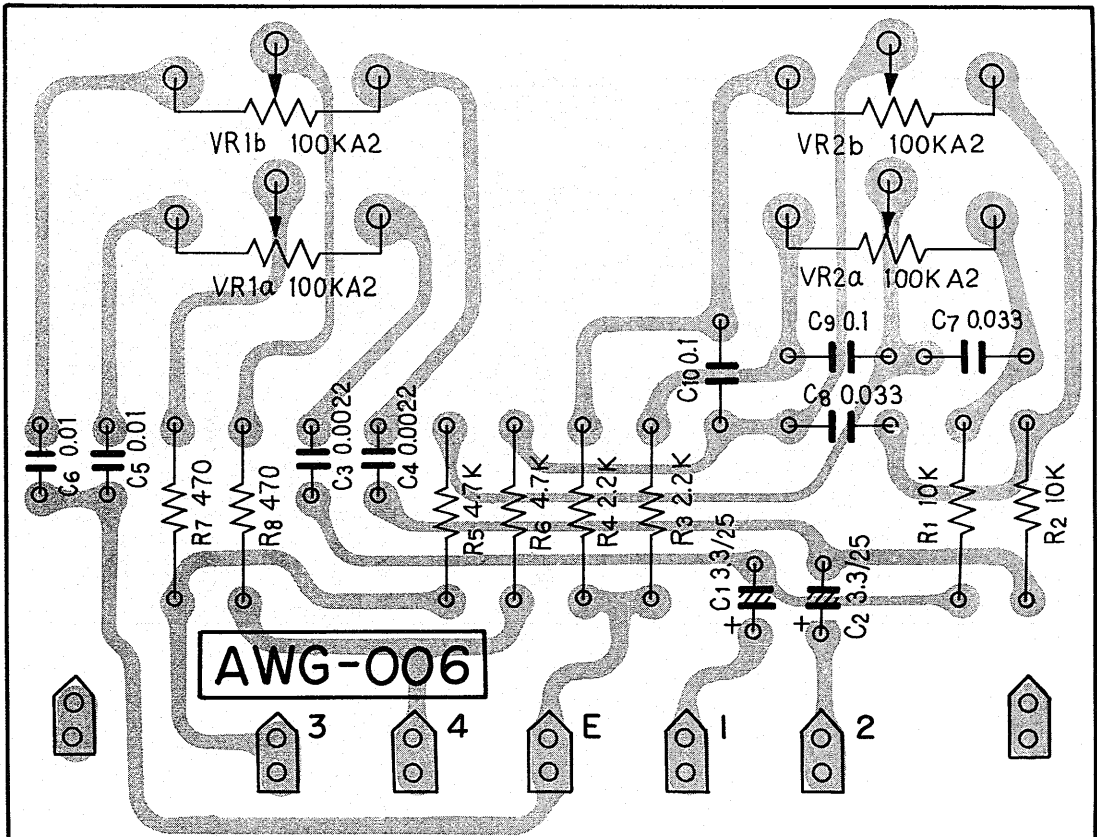 VR1b 100KA2
VR2b 100KA2
VR1a 100KA2
VR2a 100KA2
C9 0.1
C7 0.033
C10 0.1
C8 0.033
C6 0.01
C5 0.01
R7 470
R8 470
C3 0.0022
C4 0.0022
R5 4.7K
R6 4.7K
R4 2.2K
R3 2.2K
R1 10K
R2 10K
C1 3.3/25
+
C2 3.3/25
+
AWG-006
3
4
E
1
2